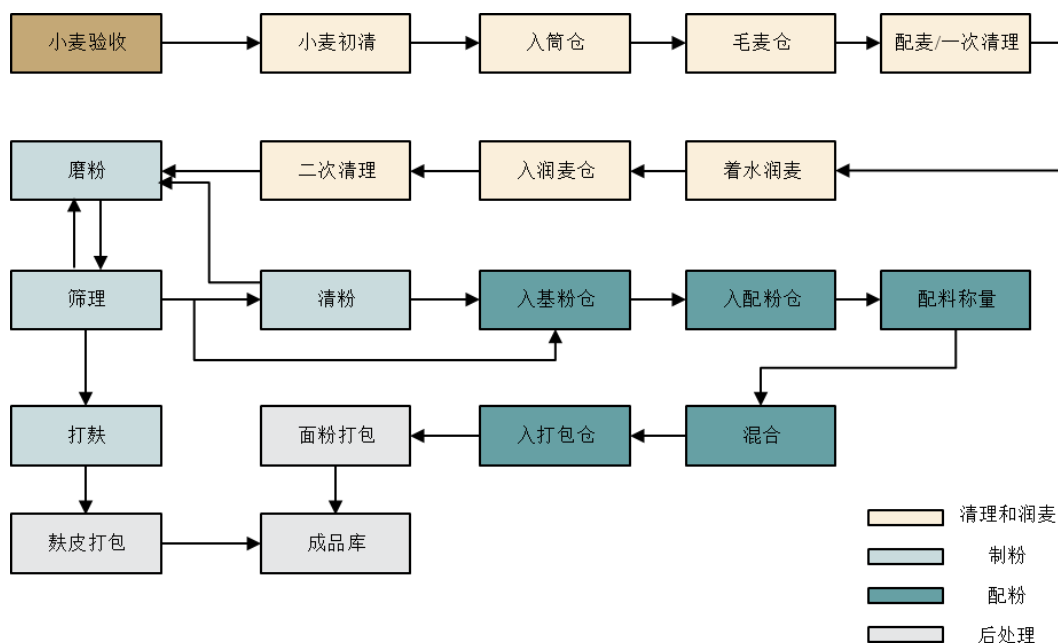 小麦验收
小麦初清
入筒仓
毛麦仓
配麦/一次清理
磨粉
二次清理
入润麦仓
着水润麦
筛理
清粉
入基粉仓
入配粉仓
配料称量
打麸
面粉打包
入打包仓
混合
麸皮打包
成品库
清理和润麦
制粉
配粉
后处理